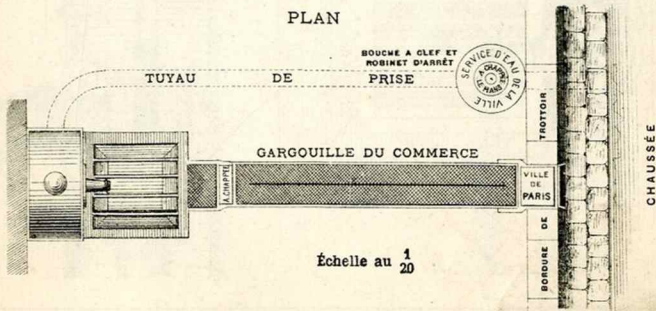 PLAN
BOUCHE A CLEF ET
ROBINET D'ARRÊT
SERVICE D'EAU DE LA VILLE
A. CHAPPÉE
LE MANS
TUYAU DE PRISE
TROTTOIR
GARGOUILLE DU COMMERCE
A. CHAPPÉE
VILLE
DE
PARIS
BORDURE DE
CHAUSSÉE
Échelle au 1/20